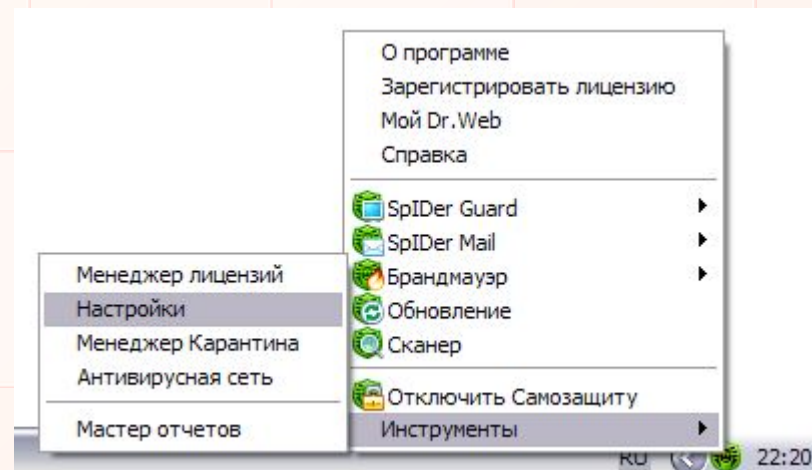 О программе
Зарегистрировать лицензию
Мой Dr.Web
Справка
SpIDer Guard
SpIDer Mail
Брандмауэр
Обновление
Сканер
Отключить Самозащиту
Инструменты
Менеджер лицензий
Настройки
Менеджер Карантина
Антивирусная сеть
Мастер отчетов
RU 22:20